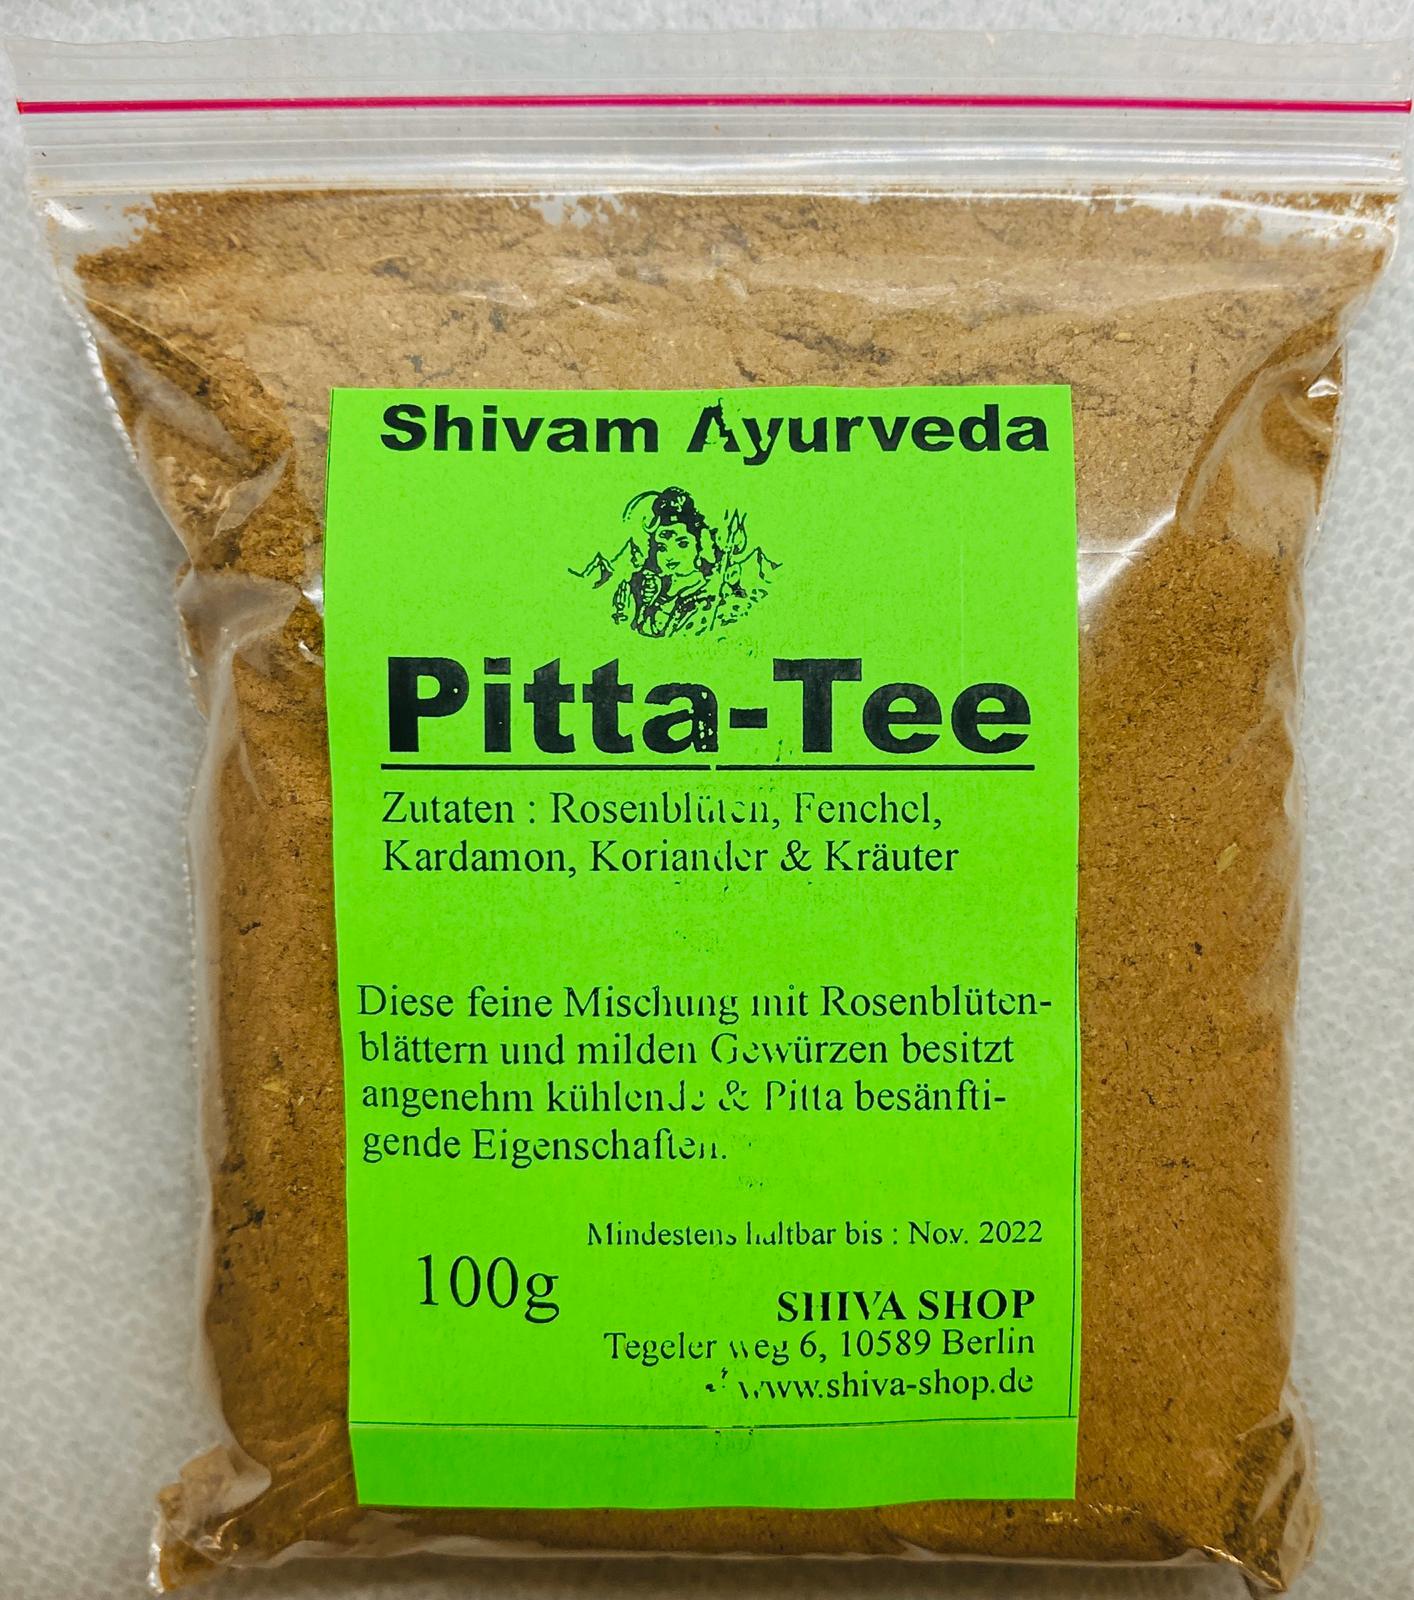 Shivam Ayurveda
Pitta-Tee
Zutaten : Rosenblüten, Fenchel,
Kardamon, Koriander & Kräuter
Diese feine Mischung mit Rosenblüten-
blättern und milden Gewürzen besitzt
angenehm kühlende & Pitta besänfti-
gende Eigenschaften.
Mindestens haltbar bis : Nov. 2022
100g
SHIVA SHOP
Tegeler weg 6, 10589 Berlin
www.shiva-shop.de